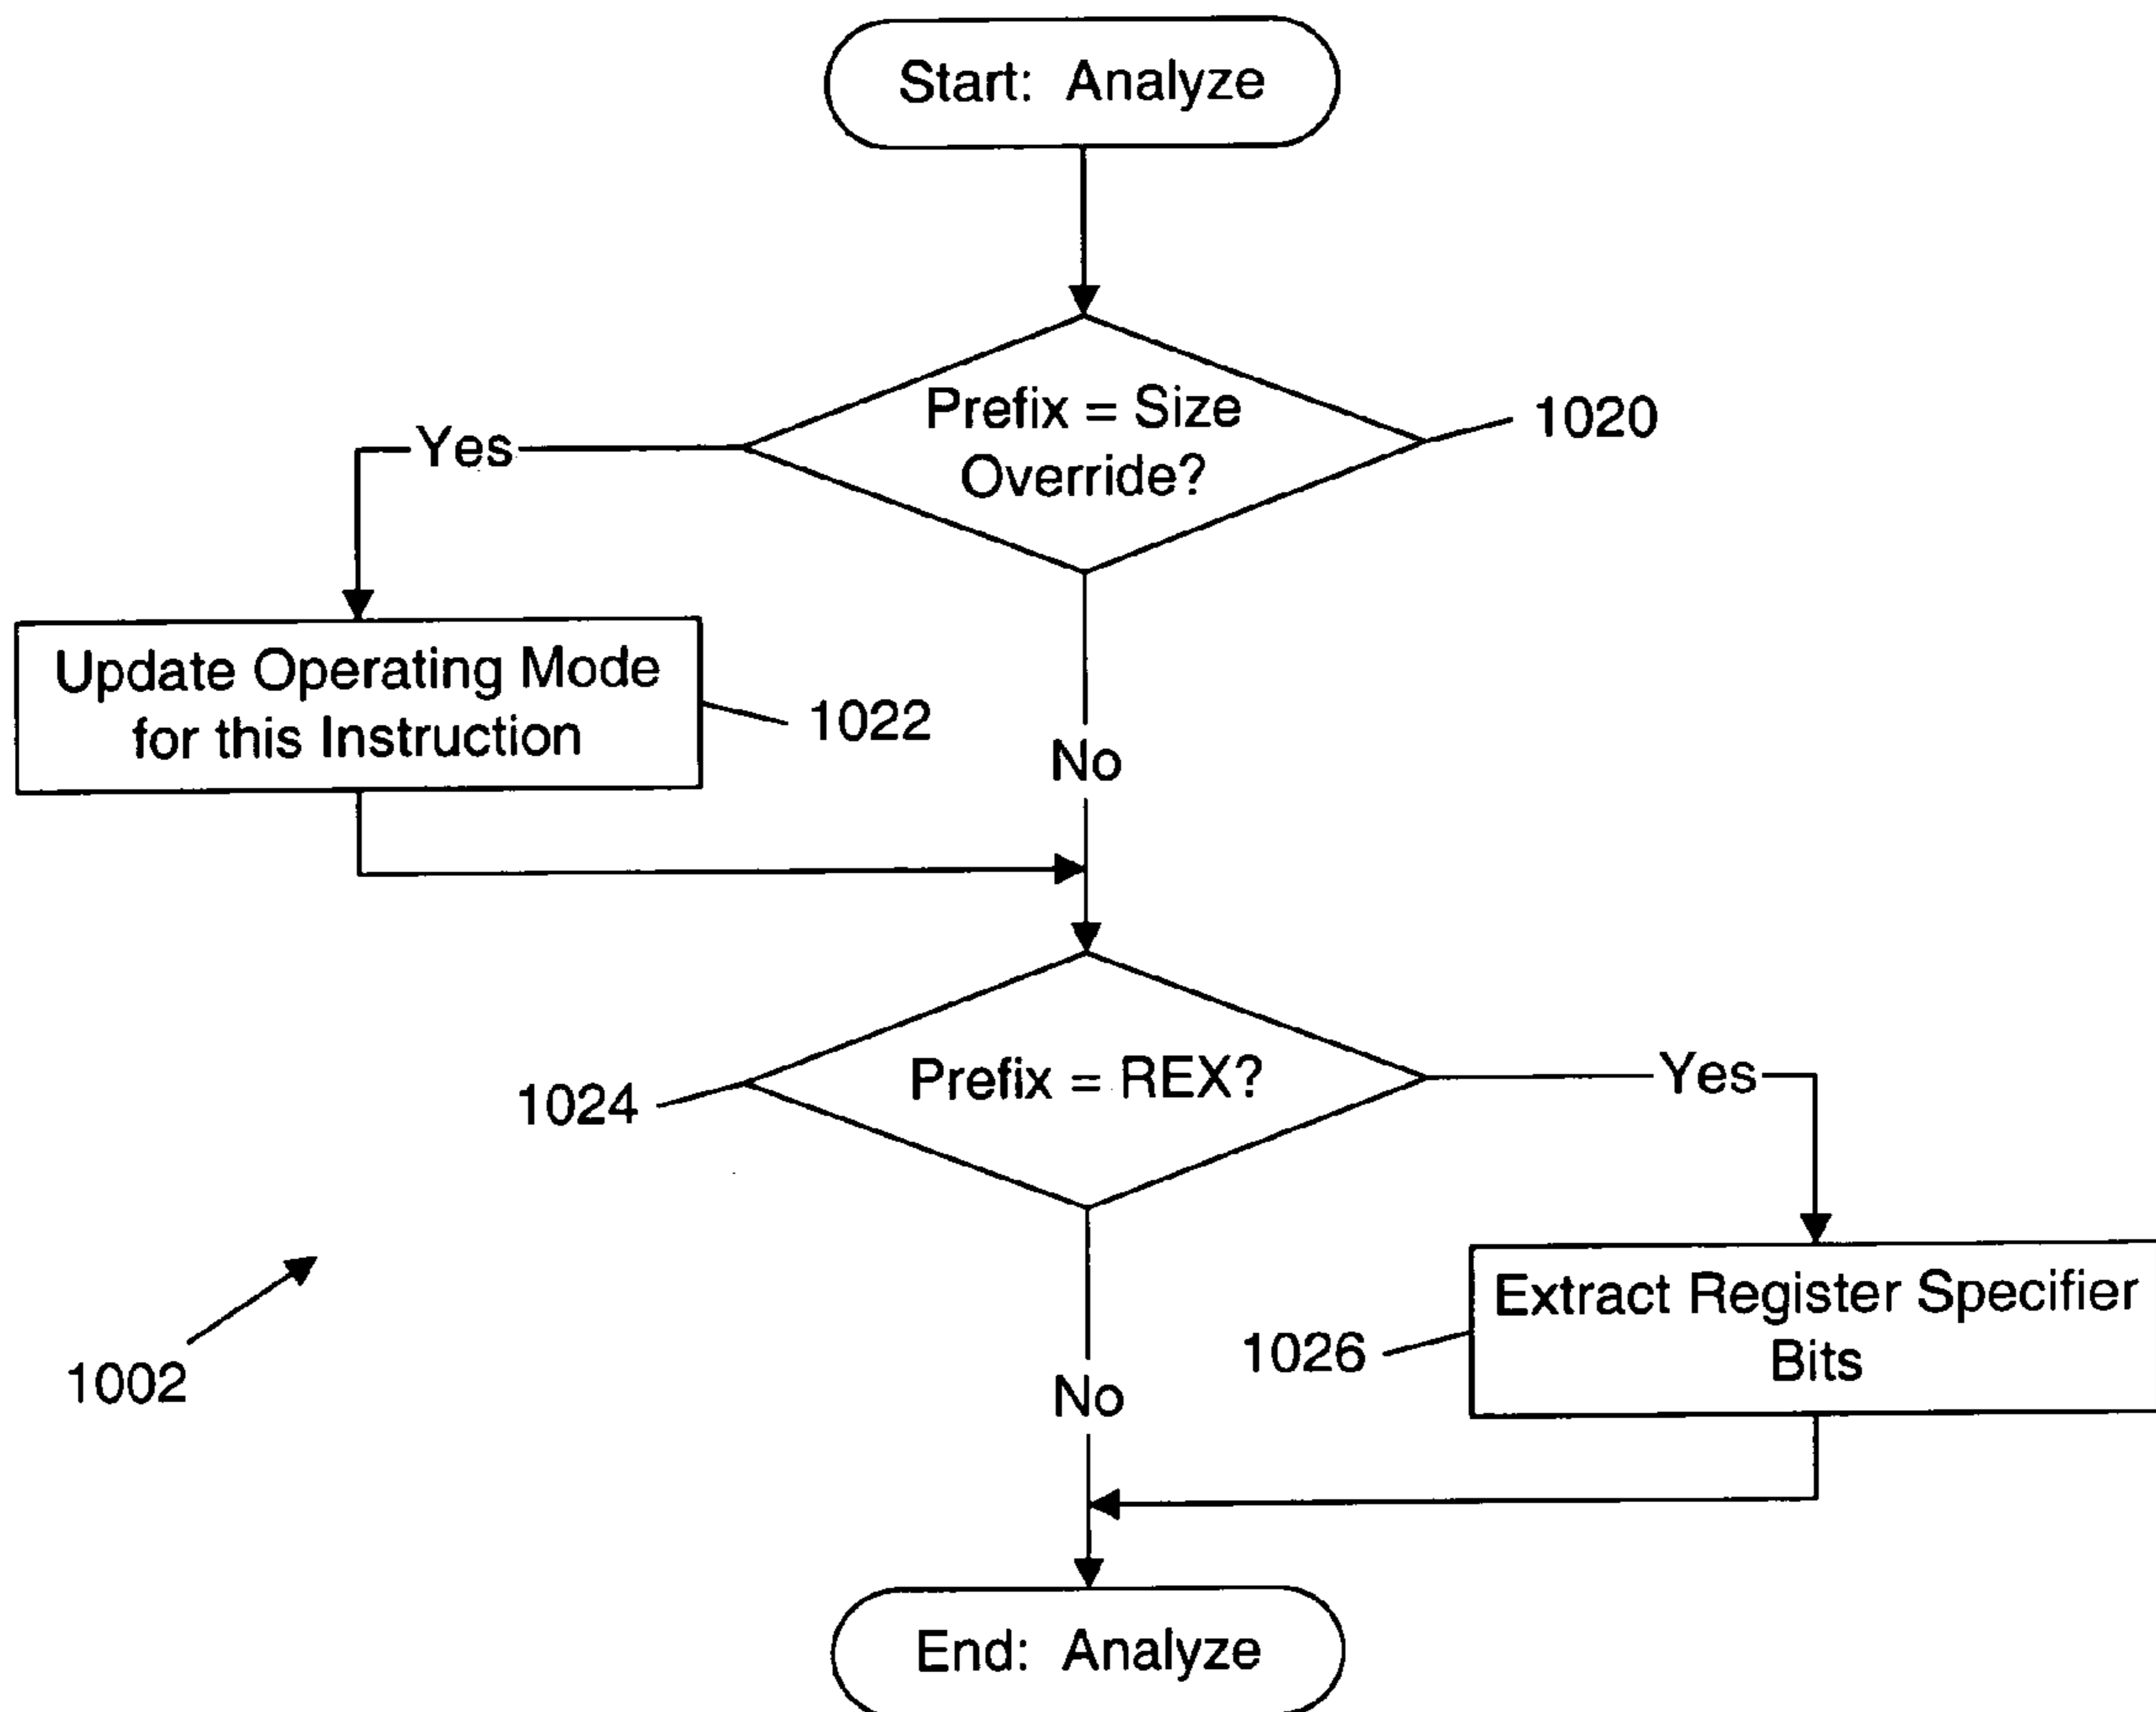 Start: Analyze
Prefix = Size
Override?
1020
Yes
Update Operating Mode
for this Instruction
1022
No
Prefix = REX?
1024
Yes
Extract Register Specifier
Bits
1026
1002
No
End: Analyze